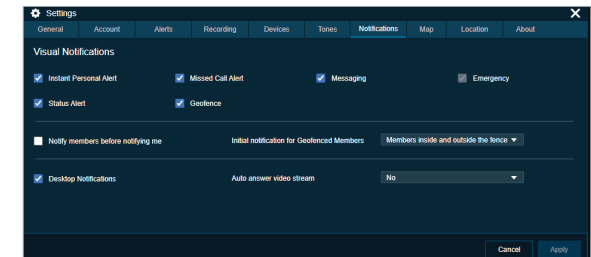 Settings
General Account Alerts Recording Devices Tones Notifications Map Location About
Visual Notifications
Instant Personal Alert Missed Call Alert Messaging Emergency
Status Alert Geofence
Notify members before notifying me Initial notification for Geofenced Members Members inside and outside the fence
Desktop Notifications Auto answer video stream No
Cancel Apply